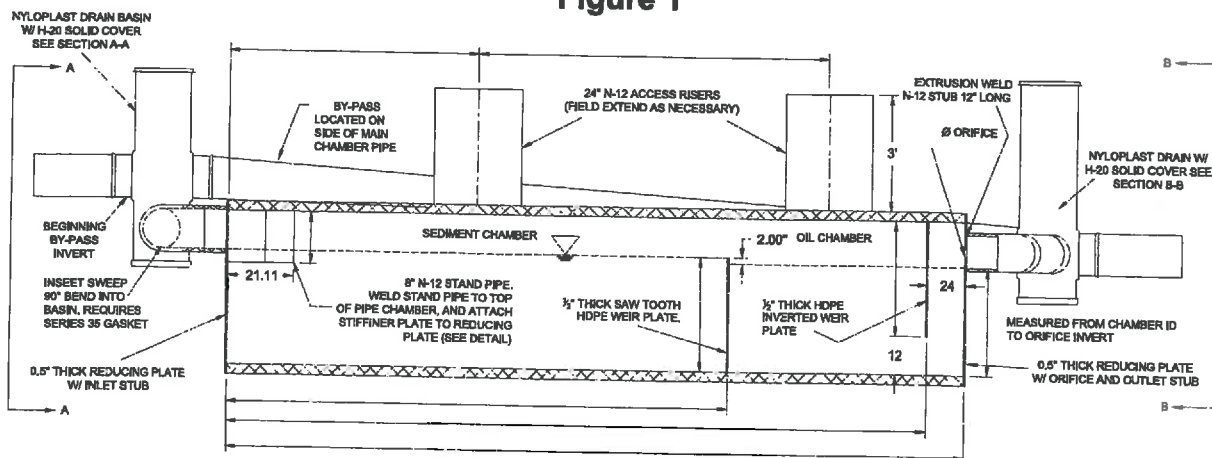 Figure 1
NYLOPLAST DRAIN BASIN
W/ H-20 SOLID COVER
SEE SECTION A-A
A
B
BY-PASS
LOCATED ON
SIDE OF MAIN
CHAMBER PIPE
24" N-12 ACCESS RISERS
(FIELD EXTEND AS NECESSARY)
EXTRUSION WELD
N-12 STUB 12" LONG
Ø ORIFICE
3'
NYLOPLAST DRAIN W/
H-20 SOLID COVER SEE
SECTION B-B
BEGINNING
BY-PASS
INVERT
SEDIMENT CHAMBER
2.00"
OIL CHAMBER
21.11
24
INSEET SWEEP
90° BEND INTO
BASIN, REQUIRES
SERIES 35 GASKET
8" N-12 STAND PIPE.
WELD STAND PIPE TO TOP
OF PIPE CHAMBER, AND ATTACH
STIFFINER PLATE TO REDUCING
PLATE (SEE DETAIL)
½" THICK SAW TOOTH
HDPE WEIR PLATE.
½" THICK HDPE
INVERTED WEIR
PLATE
MEASURED FROM CHAMBER ID
TO ORIFICE INVERT
12
0.5" THICK REDUCING PLATE
W/ INLET STUB
0.5" THICK REDUCING PLATE
W/ ORIFICE AND OUTLET STUB
A
B